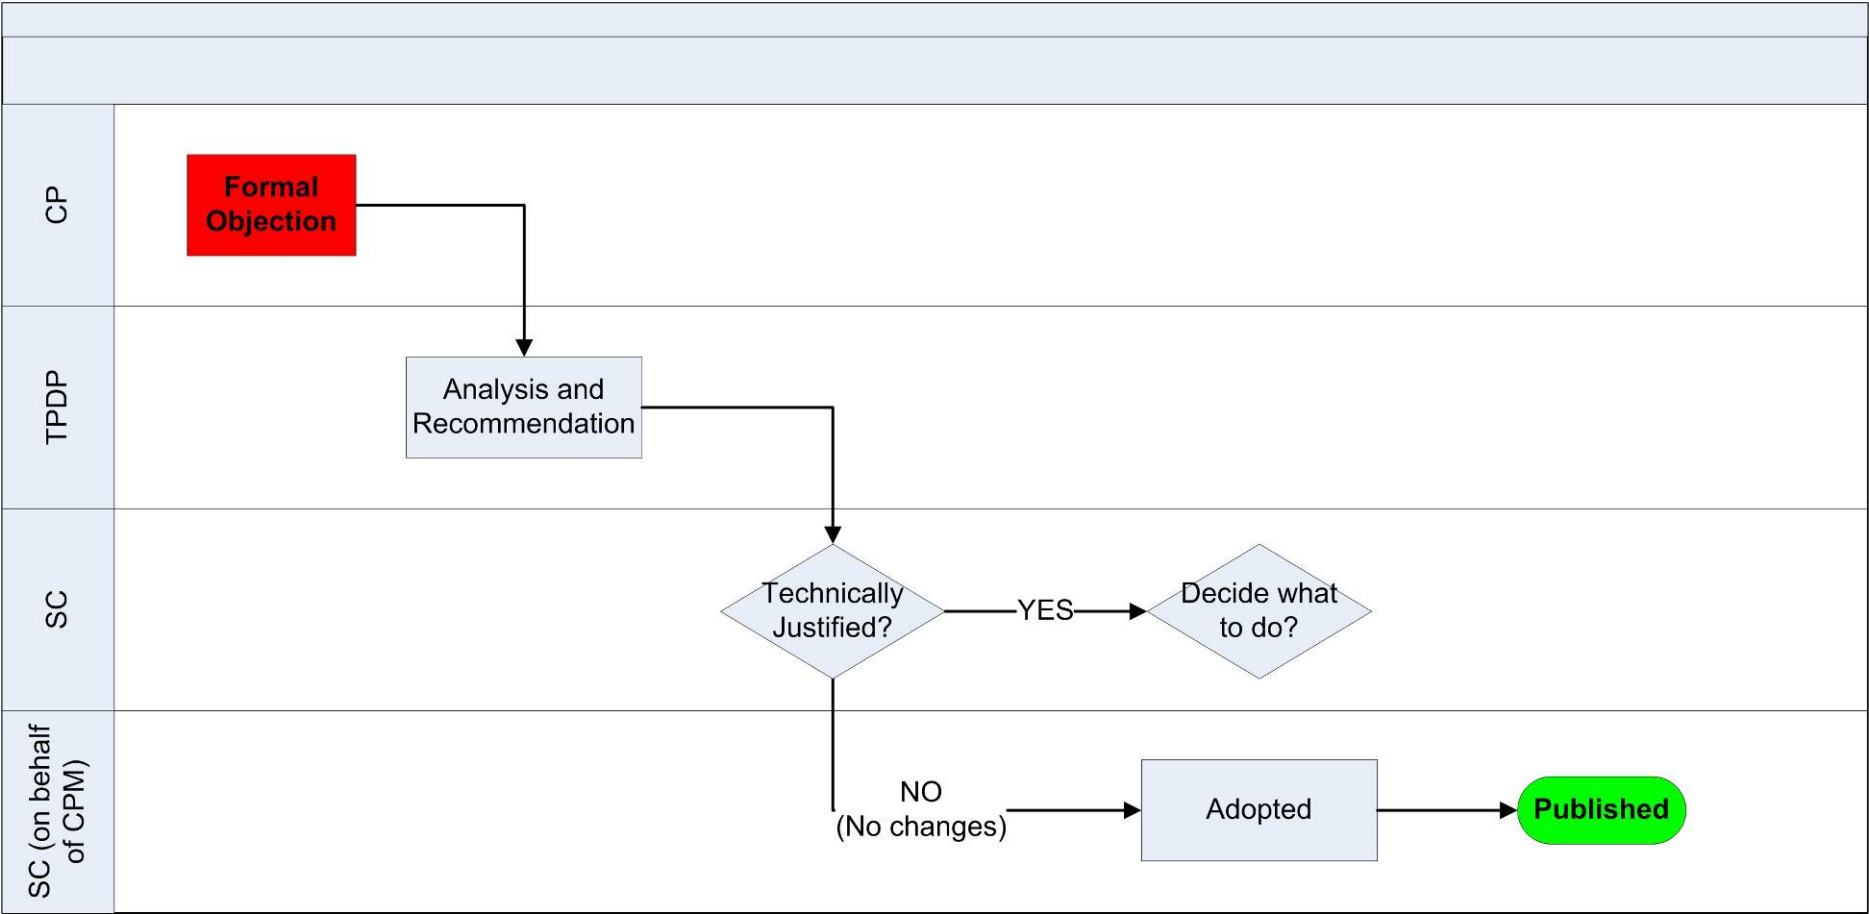 CP
Formal
Objection
TPDP
Analysis and
Recommendation
SC
Technically
Justified?
YES
Decide what
to do?
SC (on behalf
of CPM)
NO
(No changes)
Adopted
Published